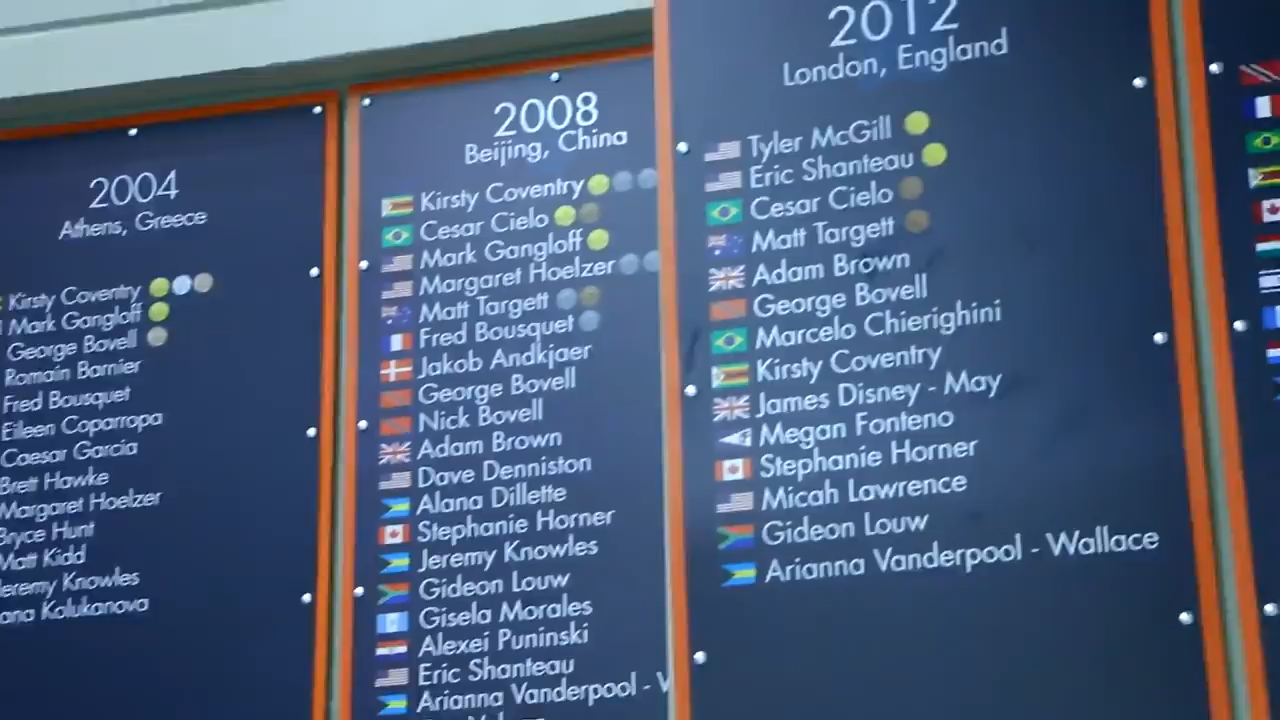 2004
Athens, Greece
Kirsty Coventry
Mark Gangloff
George Bovell
Romain Barnier
Fred Bousquet
Eileen Coparropa
Caesar Garcia
Brett Hawke
Margaret Hoelzer
Bryce Hunt
Matt Kidd
Jeremy Knowles
ana Kolukanova
2008
Beijing, China
Kirsty Coventry
Cesar Cielo
Mark Gangloff
Margaret Hoelzer
Matt Targett
Fred Bousquet
Jakob Andkjaer
George Bovell
Nick Bovell
Adam Brown
Dave Denniston
Alana Dillette
Stephanie Horner
Jeremy Knowles
Gideon Louw
Gisela Morales
Alexei Puninski
Eric Shanteau
Arianna Vanderpool -
2012
London, England
Tyler McGill
Eric Shanteau
Cesar Cielo
Matt Targett
Adam Brown
George Bovell
Marcelo Chierighini
Kirsty Coventry
James Disney - May
Megan Fonteno
Stephanie Horner
Micah Lawrence
Gideon Louw
Arianna Vanderpool - Wallace